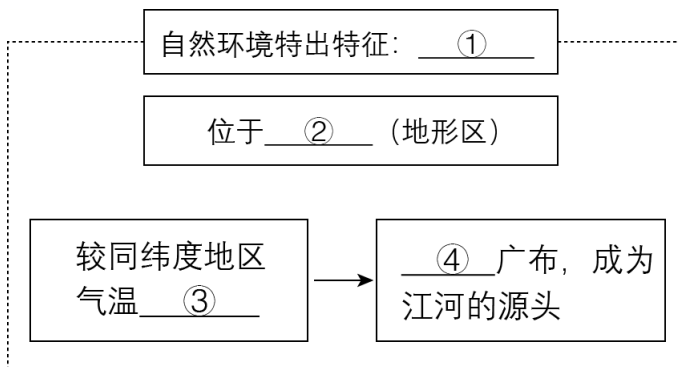 自然环境特出特征：①
位于②（地形区）
较同纬度地区
气温③
④广布，成为
江河的源头